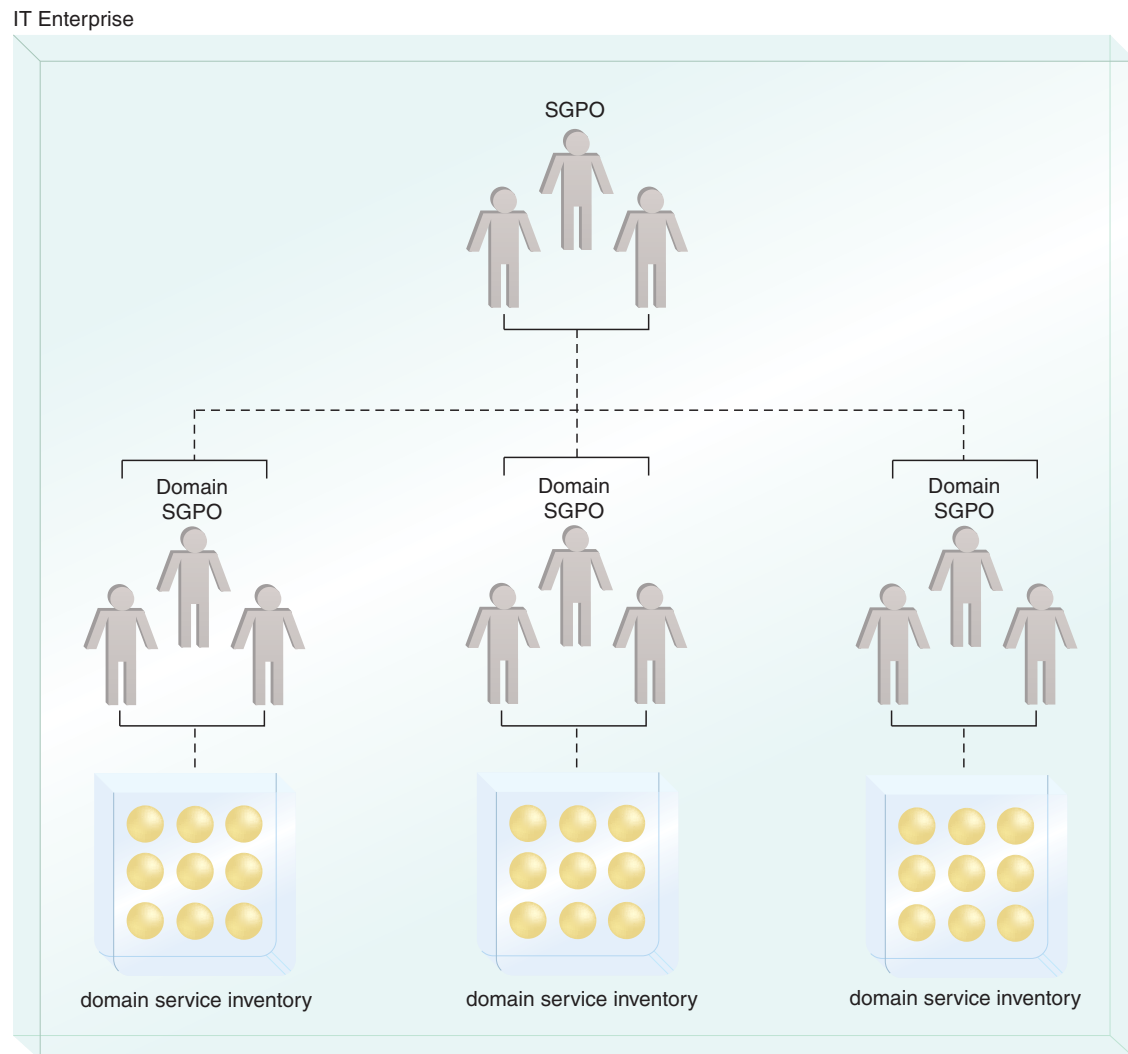 IT Enterprise
SGPO
Domain
SGPO
Domain
SGPO
Domain
SGPO
domain service inventory
domain service inventory
domain service inventory